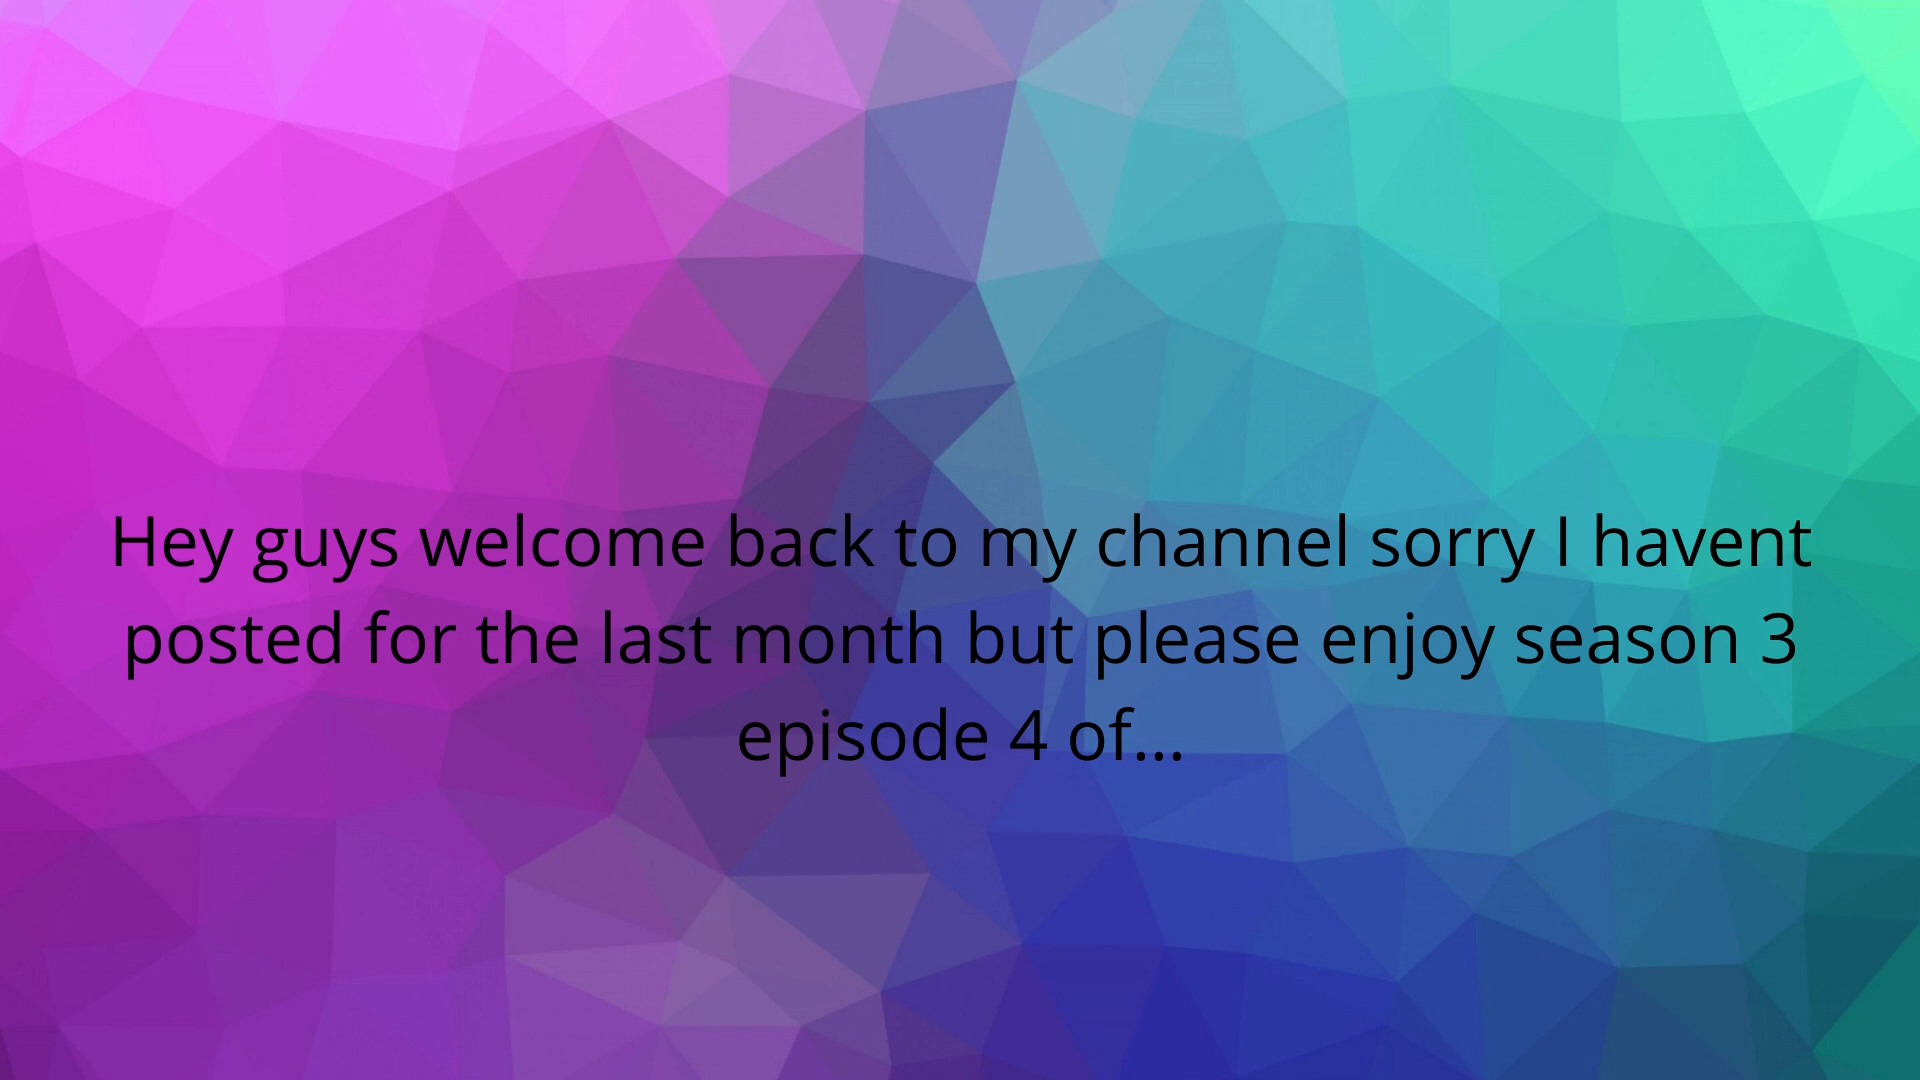 Hey guys welcome back to my channel sorry I havent
posted for the last month but please enjoy season 3
episode 4 of...